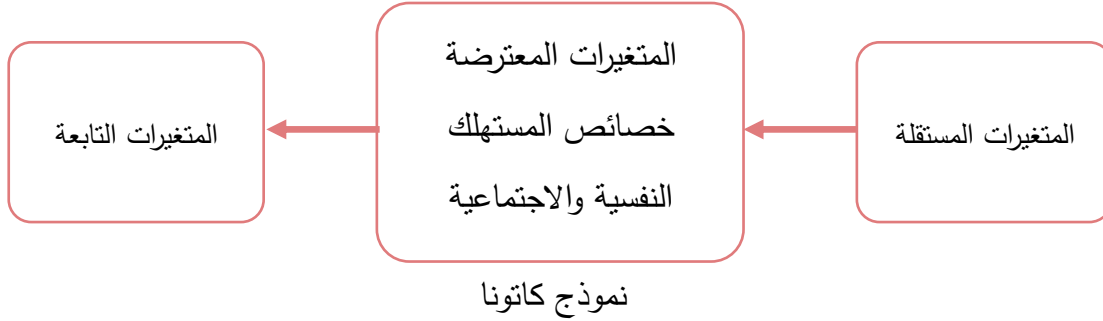 المتغيرات المستقلة
المتغيرات المعترضة
خصائص المستهلك
النفسية والاجتماعية
المتغيرات التابعة
نموذج كاتونا